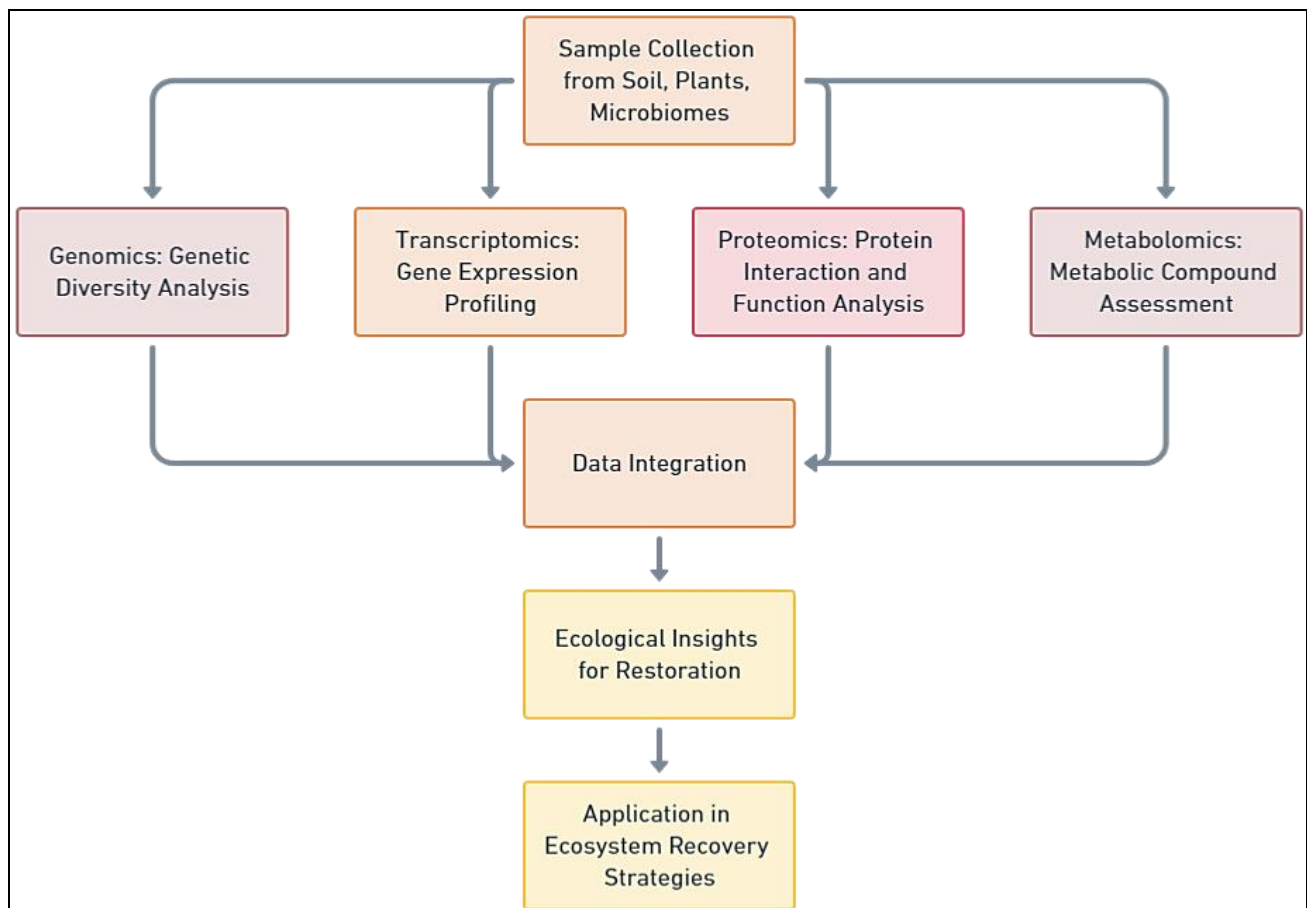 Sample Collection
from Soil, Plants,
Microbiomes
Genomics: Genetic
Diversity Analysis
Transcriptomics:
Gene Expression
Profiling
Proteomics: Protein
Interaction and
Function Analysis
Metabolomics:
Metabolic Compound
Assessment
Data Integration
Ecological Insights
for Restoration
Application in
Ecosystem Recovery
Strategies